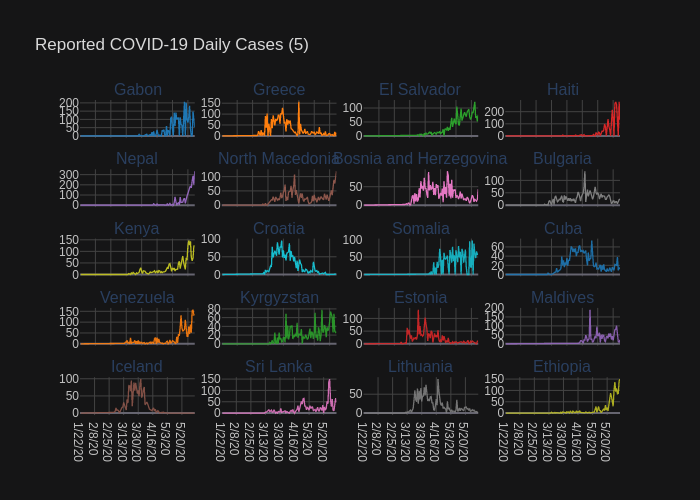 Reported COVID-19 Daily Cases (5)
Gabon Greece El Salvador Haiti
200 150 100 50 0
150 100 50 0
100 50 0
200 100 0
Nepal North Macedonia Bosnia and Herzegovina Bulgaria
300 200 100 0
100 50 0
50 0
100 50 0
Kenya Croatia Somalia Cuba
150 100 50 0
100 50 0
100 50 0
60 40 20 0
Venezuela Kyrgyzstan Estonia Maldives
150 100 50 0
80 60 40 20 0
100 50 0
200 150 100 50 0
Iceland Sri Lanka Lithuania Ethiopia
100 50 0
150 100 50 0
50 0
150 100 50 0
1/22/20 2/8/20 2/25/20 3/13/20 3/30/20 4/16/20 5/3/20 5/20/20
1/22/20 2/8/20 2/25/20 3/13/20 3/30/20 4/16/20 5/3/20 5/20/20
1/22/20 2/8/20 2/25/20 3/13/20 3/30/20 4/16/20 5/3/20 5/20/20
1/22/20 2/8/20 2/25/20 3/13/20 3/30/20 4/16/20 5/3/20 5/20/20